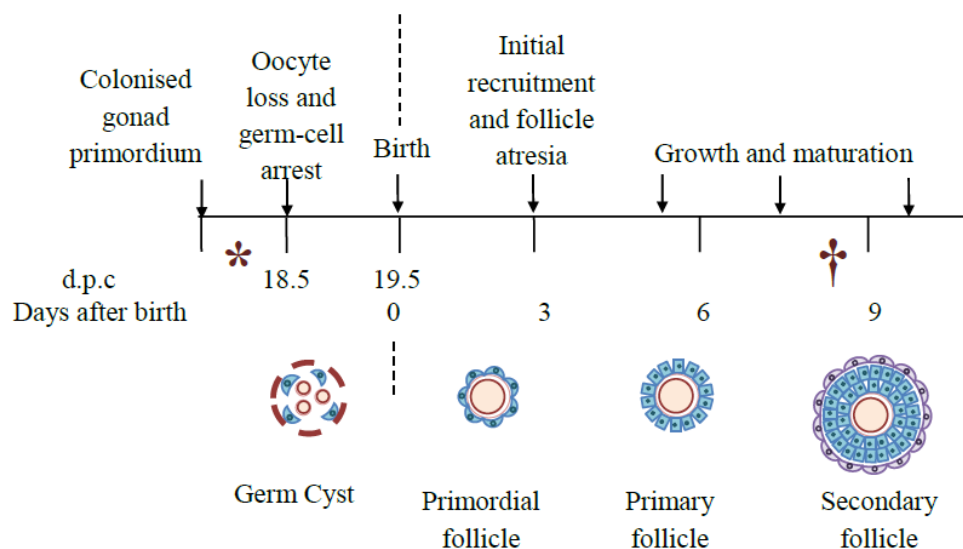 Colonised
gonad
primordium
Oocyte
loss and
germ-cell
arrest
Birth
Initial
recruitment
and follicle
atresia
Growth and maturation
*
†
d.p.c 18.5 19.5
Days after birth 0 3 6 9
Germ Cyst
Primordial
follicle
Primary
follicle
Secondary
follicle